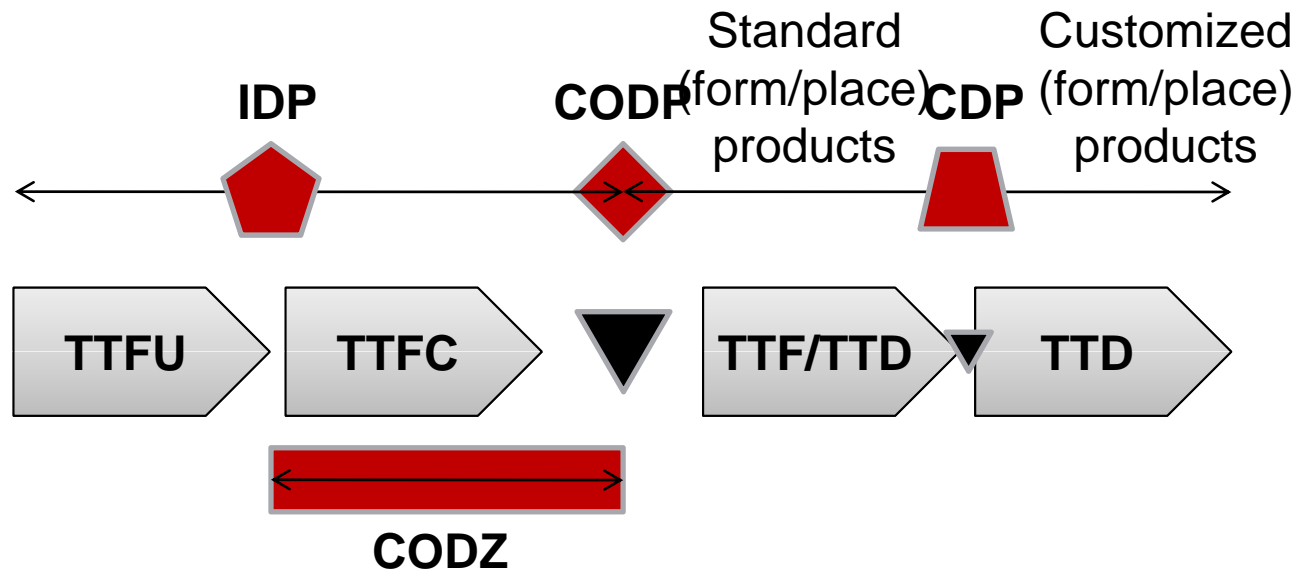 IDP
CODP
Standard
(form/place)
products
CDP
Customized
(form/place)
products
TTFU
TTFC
TTF/TTD
TTD
CODZ